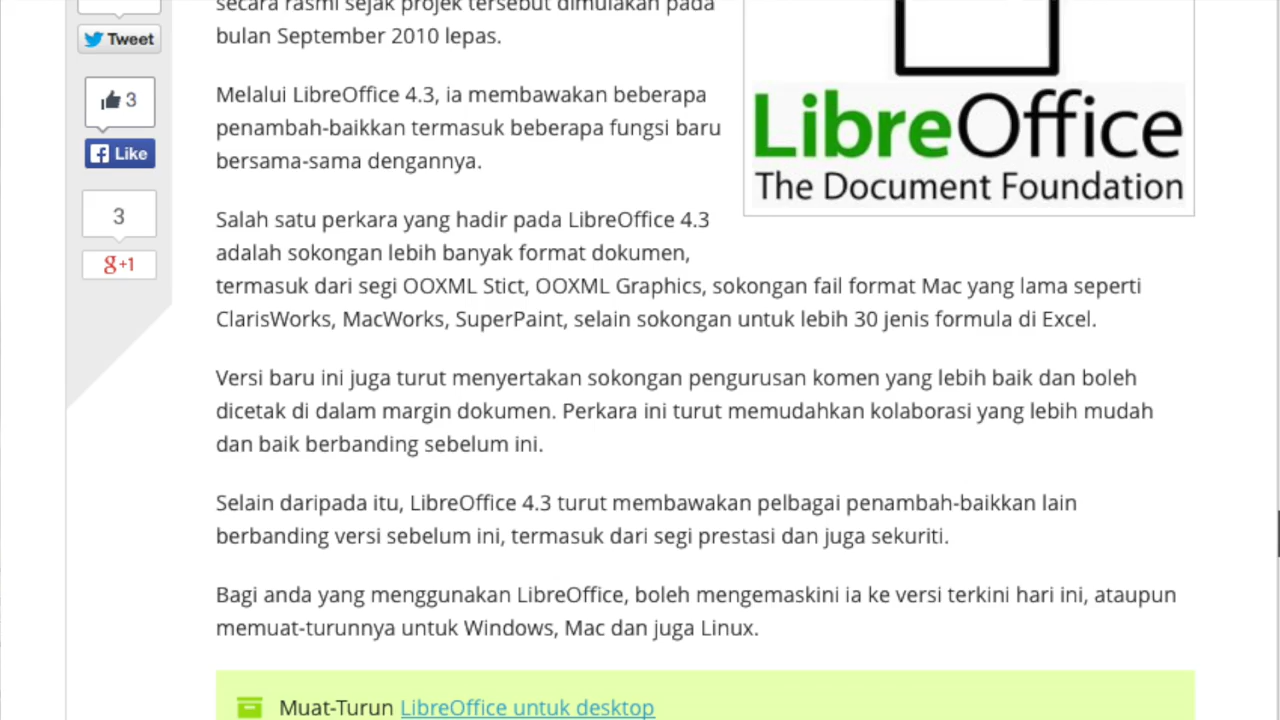 secara rasmi sejak projek tersebut dimulakan pada
bulan September 2010 lepas.
Tweet
3
Like
3
g+1
LibreOffice
The Document Foundation
Melalui LibreOffice 4.3, ia membawakan beberapa
penambah-baikkan termasuk beberapa fungsi baru
bersama-sama dengannya.
Salah satu perkara yang hadir pada LibreOffice 4.3
adalah sokongan lebih banyak format dokumen,
termasuk dari segi OOXML Stict, OOXML Graphics, sokongan fail format Mac yang lama seperti
ClarisWorks, MacWorks, SuperPaint, selain sokongan untuk lebih 30 jenis formula di Excel.
Versi baru ini juga turut menyertakan sokongan pengurusan komen yang lebih baik dan boleh
dicetak di dalam margin dokumen. Perkara ini turut memudahkan kolaborasi yang lebih mudah
dan baik berbanding sebelum ini.
Selain daripada itu, LibreOffice 4.3 turut membawakan pelbagai penambah-baikkan lain
berbanding versi sebelum ini, termasuk dari segi prestasi dan juga sekuriti.
Bagi anda yang menggunakan LibreOffice, boleh mengemaskini ia ke versi terkini hari ini, ataupun
memuat-turunnya untuk Windows, Mac dan juga Linux.
Muat-Turun LibreOffice untuk desktop